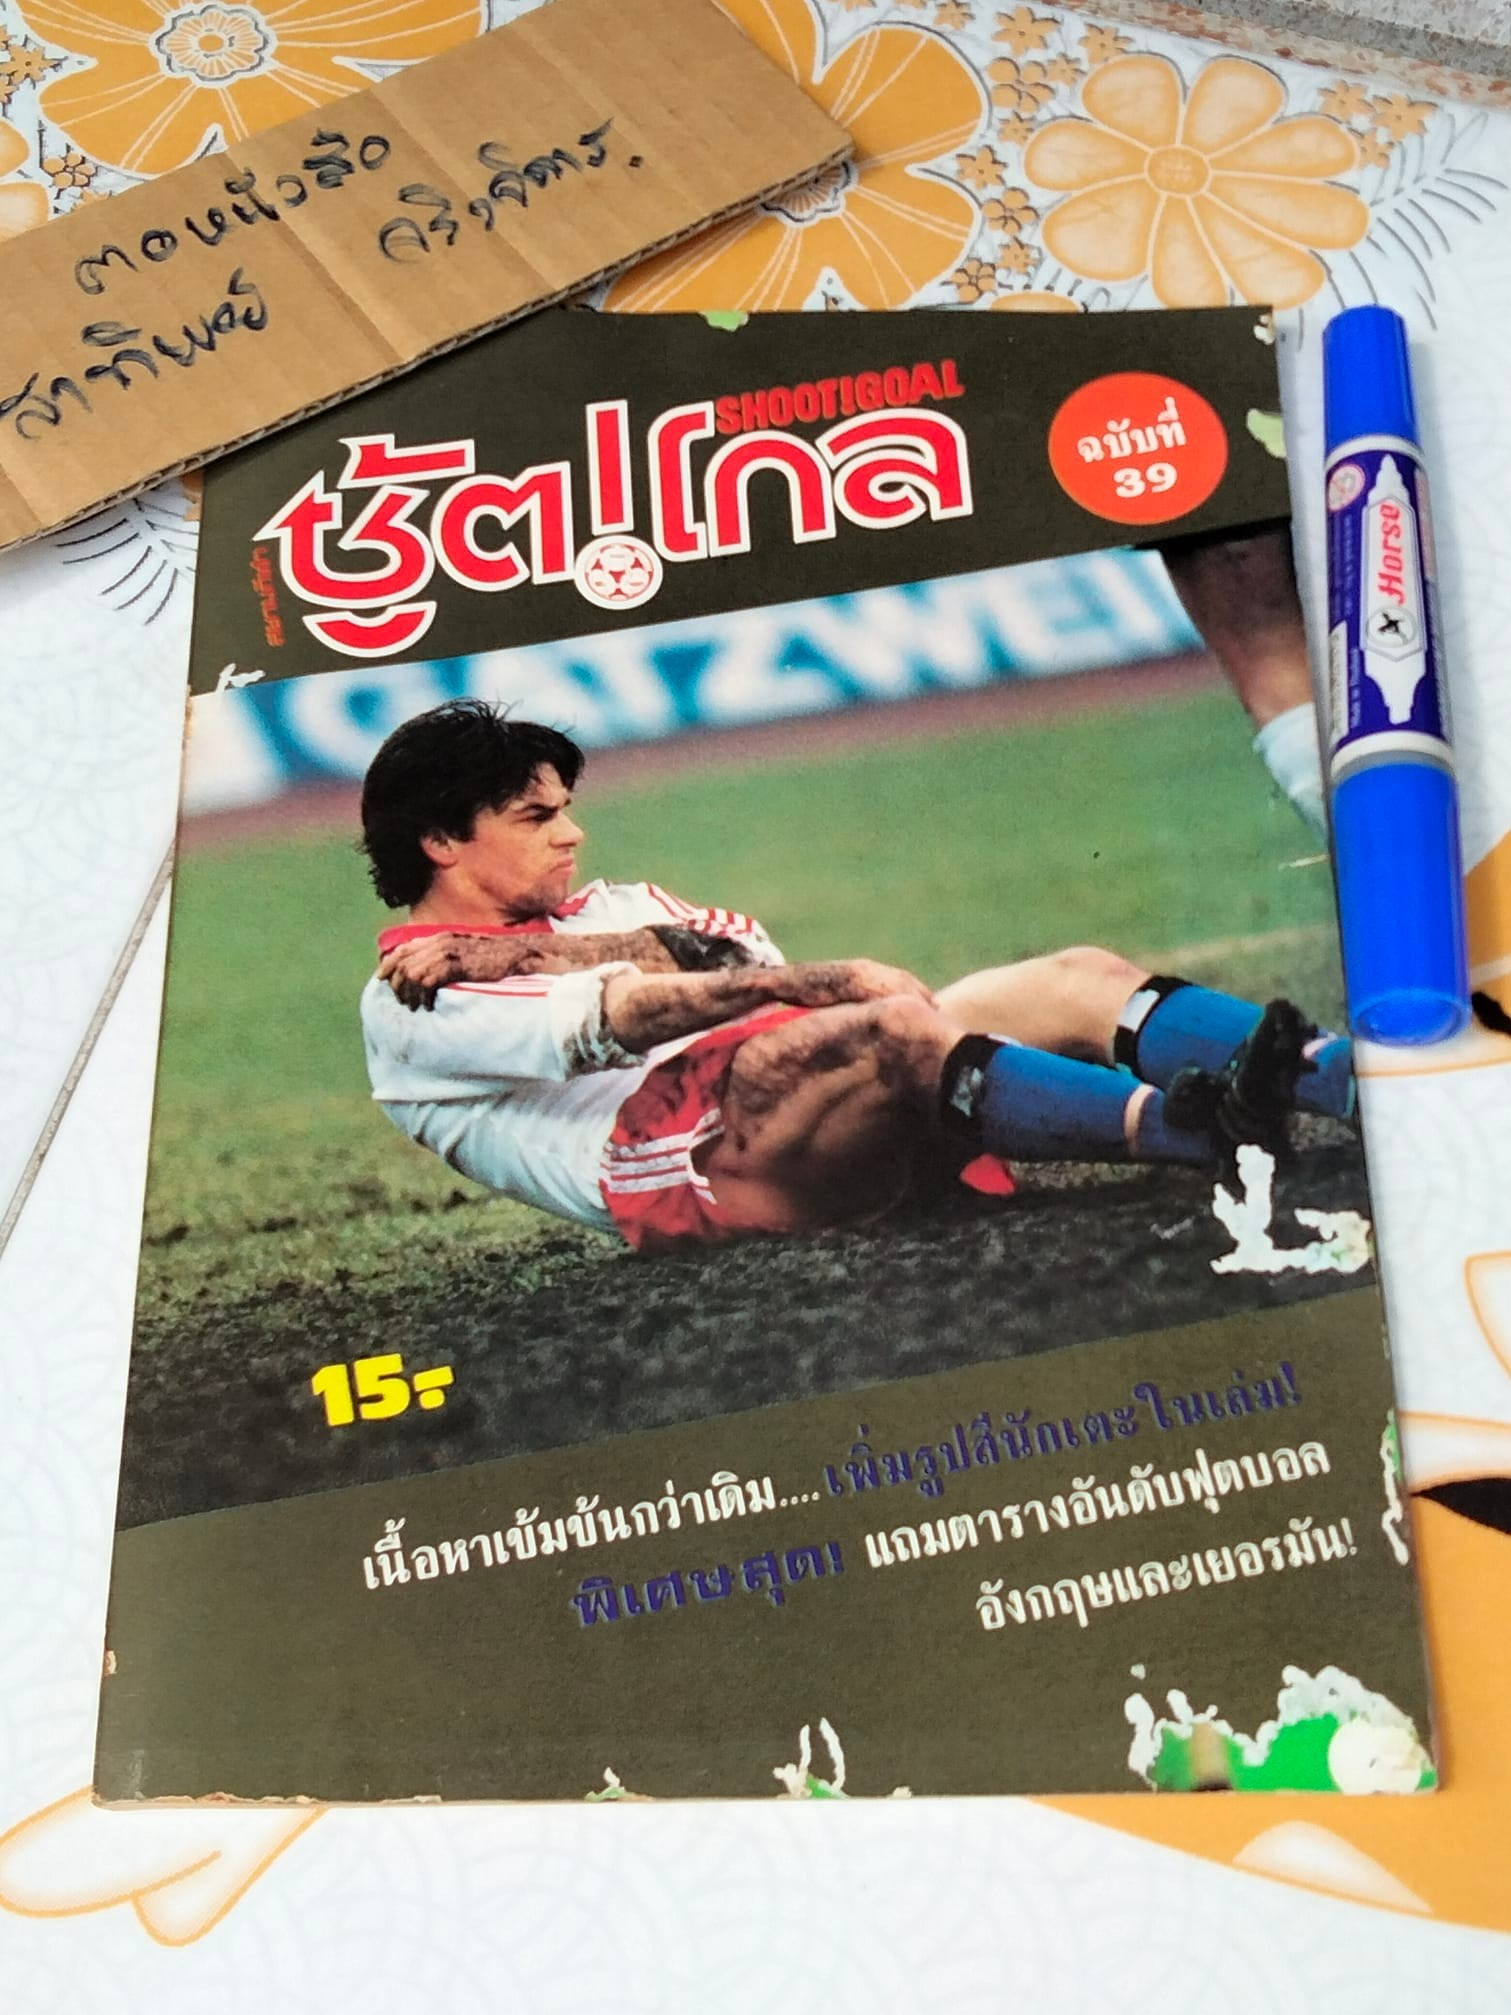 ตอหนังสือ
สาทิพย์ จริงจิตร.
SHOOT!GOAL
ชู้ต!โกล
ฉบับที่
39
GATZWEI
Horse
15.-
เนื้อหาเข้มข้นกว่าเดิม....เพิ่มรูปสีนักเตะในเล่ม!
พิเศษสุด! แถมตารางอันดับฟุตบอล
อังกฤษและเยอรมัน!